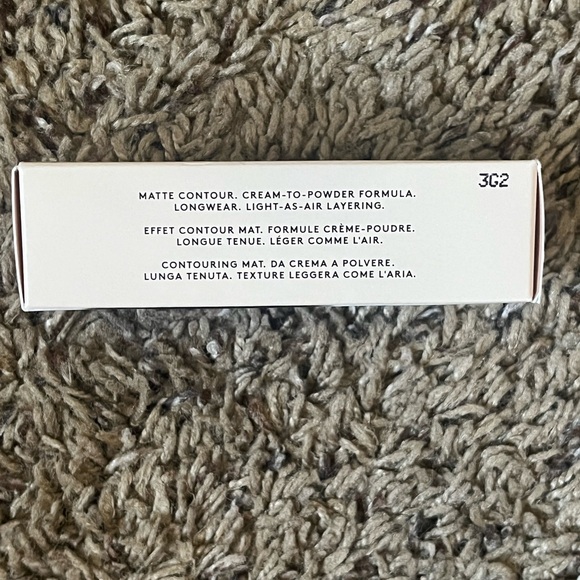 3G2
MATTE CONTOUR. CREAM-TO-POWDER FORMULA.
LONGWEAR. LIGHT-AS-AIR LAYERING.
EFFET CONTOUR MAT. FORMULE CRÈME-POUDRE.
LONGUE TENUE. LÉGER COMME L'AIR.
CONTOURING MAT. DA CREMA A POLVERE.
LUNGA TENUTA. TEXTURE LEGGERA COME L'ARIA.